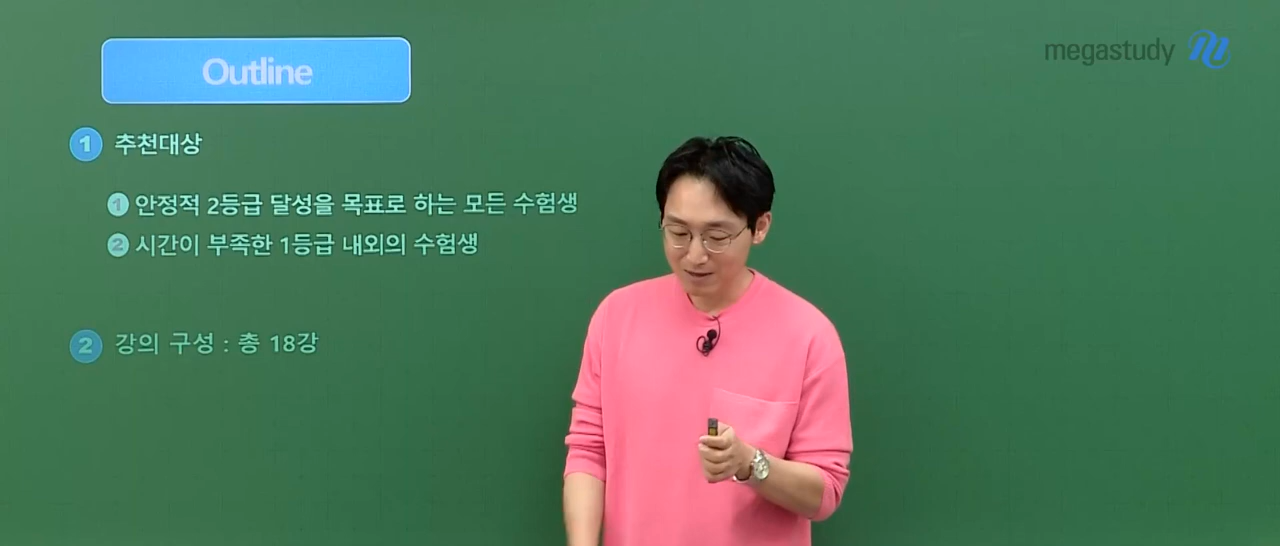 megastudy
Outline
1 추천대상
1 안정적 2등급 달성을 목표로 하는 모든 수험생
2 시간이 부족한 1등급 내외의 수험생
2 강의 구성 : 총 18강